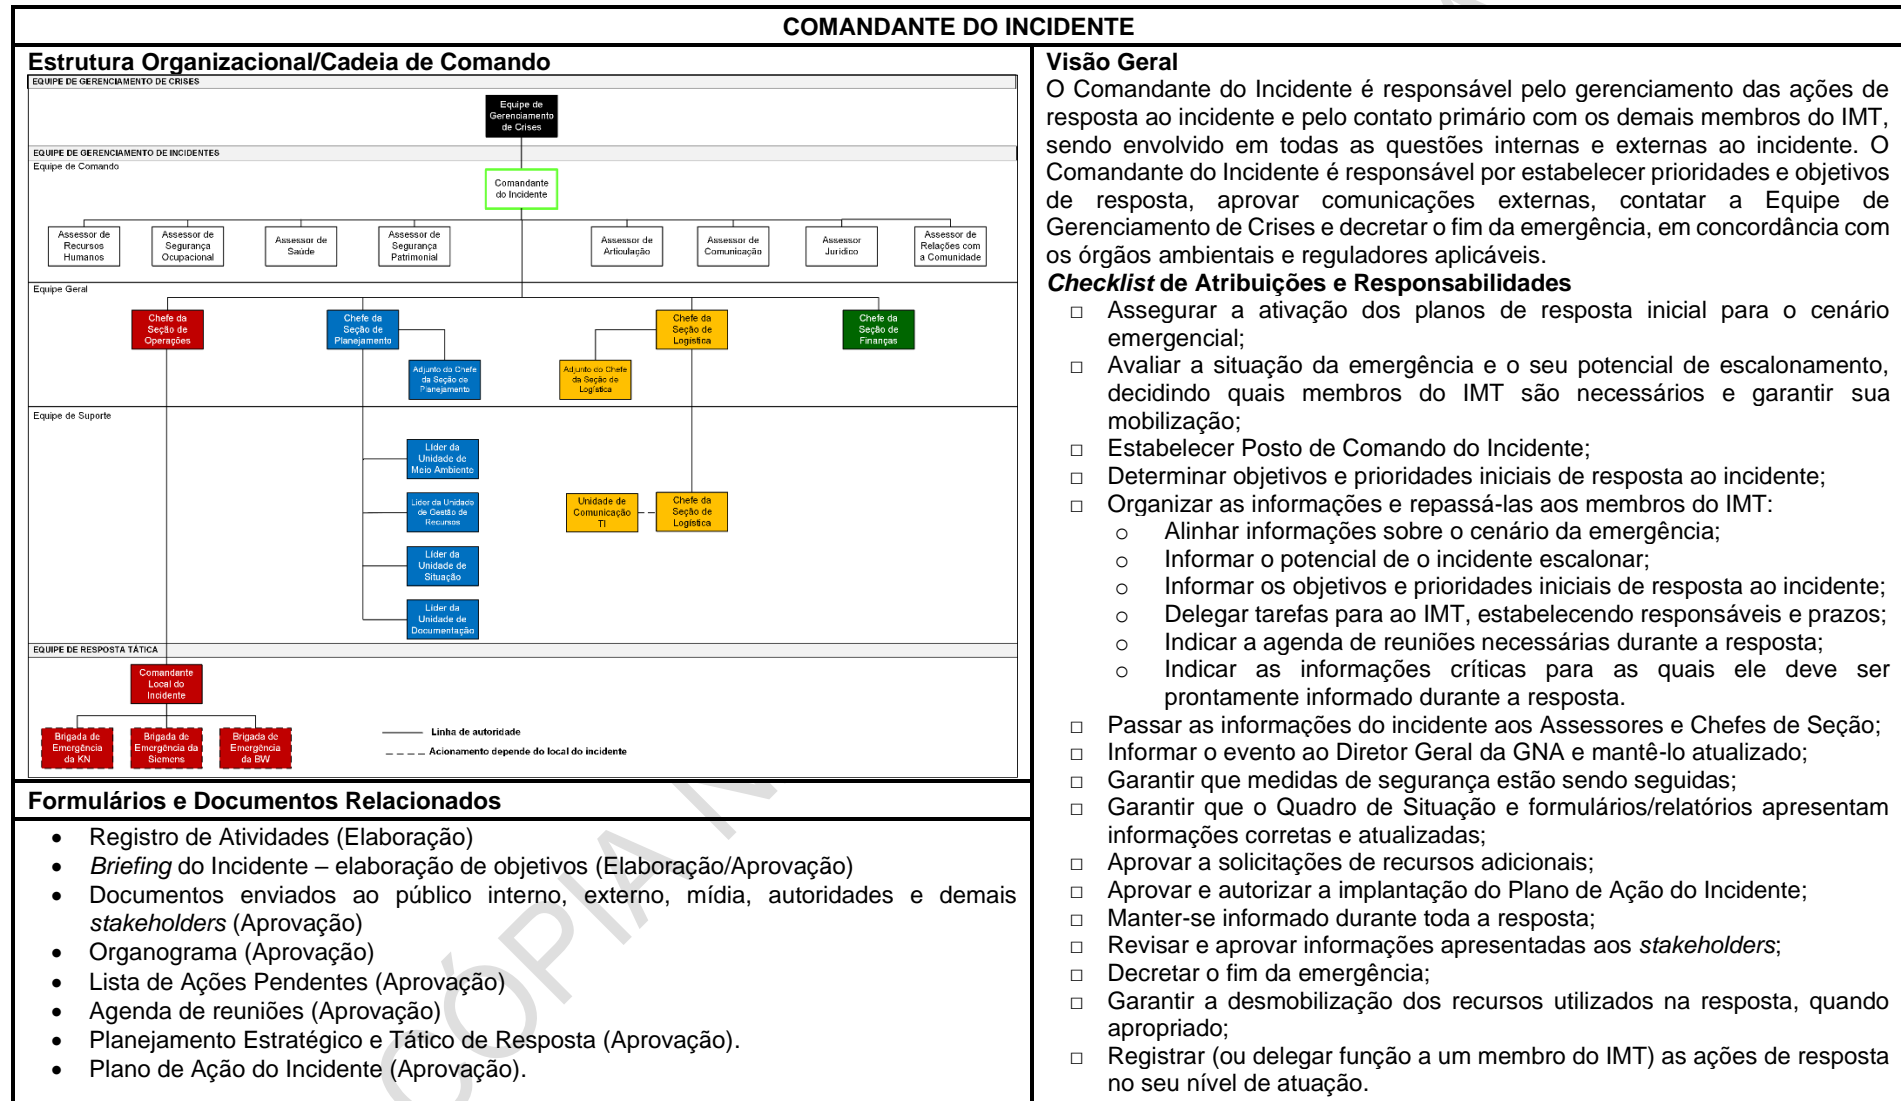 COMANDANTE DO INCIDENTE
Estrutura Organizacional/Cadeia de Comando
EQUIPE DE GERENCIAMENTO DE CRISES
Equipe de
Gerenciamento
de Crises
EQUIPE DE GERENCIAMENTO DE INCIDENTES
Equipe de Comando
Comandante
do Incidente
Assessor de
Recursos
Humanos
Assessor de
Segurança
Ocupacional
Assessor de
Saúde
Assessor de
Segurança
Patrimonial
Assessor de
Articulação
Assessor de
Comunicação
Assessor
Jurídico
Assessor de
Relações com
a Comunidade
Equipe Geral
Chefe da
Seção de
Operações
Chefe da
Seção de
Planejamento
Chefe da
Seção de
Logística
Chefe da
Seção de
Finanças
Adjunto do Chefe
da Seção de
Planejamento
Adjunto do Chefe
da Seção de
Logística
Equipe de Suporte
Líder da
Unidade de
Meio Ambiente
Líder da Unidade
de Gestão de
Recursos
Unidade de
Comunicação
TI
Chefe da
Seção de
Logística
Líder da
Unidade de
Situação
Líder da
Unidade de
Documentação
EQUIPE DE RESPOSTA TÁTICA
Comandante
Local do
Incidente
Brigada de
Emergência
da KN
Brigada de
Emergência da
Siemens
Brigada de
Emergência
da BW
Linha de autoridade
Acionamento depende do local do incidente
Formulários e Documentos Relacionados
• Registro de Atividades (Elaboração)
• Briefing do Incidente – elaboração de objetivos (Elaboração/Aprovação)
• Documentos enviados ao público interno, externo, mídia, autoridades e demais
stakeholders (Aprovação)
• Organograma (Aprovação)
• Lista de Ações Pendentes (Aprovação)
• Agenda de reuniões (Aprovação)
• Planejamento Estratégico e Tático de Resposta (Aprovação).
• Plano de Ação do Incidente (Aprovação).
Visão Geral
O Comandante do Incidente é responsável pelo gerenciamento das ações de
resposta ao incidente e pelo contato primário com os demais membros do IMT,
sendo envolvido em todas as questões internas e externas ao incidente. O
Comandante do Incidente é responsável por estabelecer prioridades e objetivos
de resposta, aprovar comunicações externas, contatar a Equipe de
Gerenciamento de Crises e decretar o fim da emergência, em concordância com
os órgãos ambientais e reguladores aplicáveis.
Checklist de Atribuições e Responsabilidades
□ Assegurar a ativação dos planos de resposta inicial para o cenário
emergencial;
□ Avaliar a situação da emergência e o seu potencial de escalonamento,
decidindo quais membros do IMT são necessários e garantir sua
mobilização;
□ Estabelecer Posto de Comando do Incidente;
□ Determinar objetivos e prioridades iniciais de resposta ao incidente;
□ Organizar as informações e repassá-las aos membros do IMT:
o Alinhar informações sobre o cenário da emergência;
o Informar o potencial de o incidente escalonar;
o Informar os objetivos e prioridades iniciais de resposta ao incidente;
o Delegar tarefas para ao IMT, estabelecendo responsáveis e prazos;
o Indicar a agenda de reuniões necessárias durante a resposta;
o Indicar as informações críticas para as quais ele deve ser
prontamente informado durante a resposta.
□ Passar as informações do incidente aos Assessores e Chefes de Seção;
□ Informar o evento ao Diretor Geral da GNA e mantê-lo atualizado;
□ Garantir que medidas de segurança estão sendo seguidas;
□ Garantir que o Quadro de Situação e formulários/relatórios apresentam
informações corretas e atualizadas;
□ Aprovar a solicitações de recursos adicionais;
□ Aprovar e autorizar a implantação do Plano de Ação do Incidente;
□ Manter-se informado durante toda a resposta;
□ Revisar e aprovar informações apresentadas aos stakeholders;
□ Decretar o fim da emergência;
□ Garantir a desmobilização dos recursos utilizados na resposta, quando
apropriado;
□ Registrar (ou delegar função a um membro do IMT) as ações de resposta
no seu nível de atuação.
CÓPIA